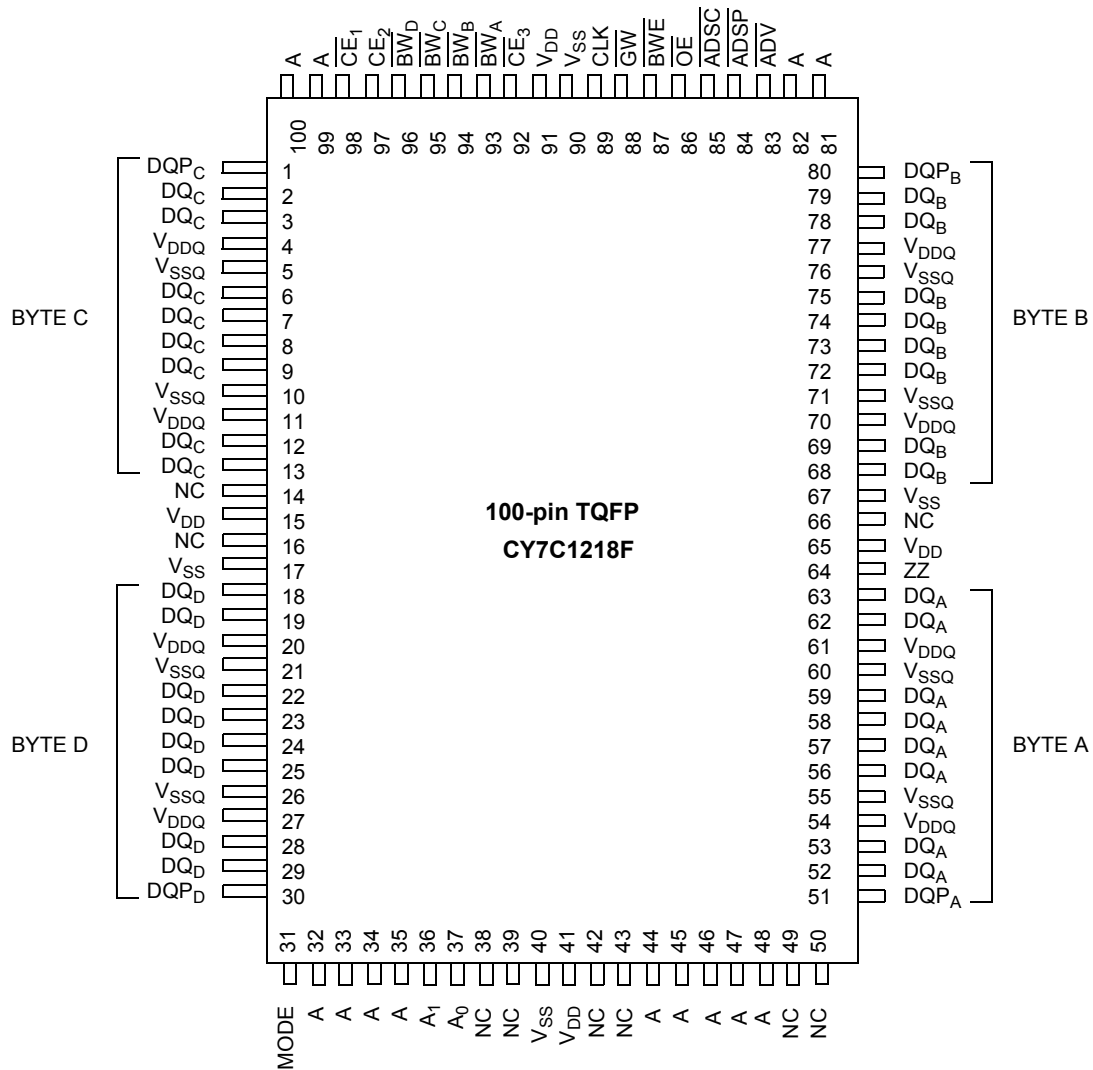 A A CE1 CE2 BWD BWC BWB BWA CE3 VDD VSS CLK GW BWE OE ADSC ADSP ADV A A
100 99 98 97 96 95 94 93 92 91 90 89 88 87 86 85 84 83 82 81
DQPC 1 80 DQPB
DQC 2 79 DQB
DQC 3 78 DQB
VDDQ 4 77 VDDQ
VSSQ 5 76 VSSQ
DQC 6 75 DQB
BYTE C DQC 7 74 DQB BYTE B
DQC 8 73 DQB
DQC 9 72 DQB
VSSQ 10 71 VSSQ
VDDQ 11 70 VDDQ
DQC 12 69 DQB
DQC 13 68 DQB
NC 14 67 VSS
VDD 15 100-pin TQFP 66 NC
NC 16 CY7C1218F 65 VDD
VSS 17 64 ZZ
DQD 18 63 DQA
DQD 19 62 DQA
VDDQ 20 61 VDDQ
VSSQ 21 60 VSSQ
DQD 22 59 DQA
DQD 23 58 DQA
BYTE D DQD 24 57 DQA BYTE A
DQD 25 56 DQA
VSSQ 26 55 VSSQ
VDDQ 27 54 VDDQ
DQD 28 53 DQA
DQD 29 52 DQA
DQPD 30 51 DQPA
31 32 33 34 35 36 37 38 39 40 41 42 43 44 45 46 47 48 49 50
MODE A A A A A1 A0 NC NC VSS VDD NC NC A A A A A NC NC